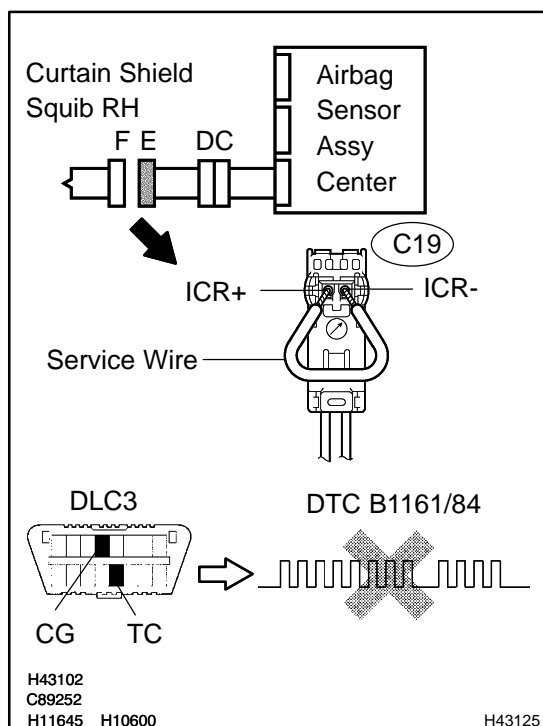 Curtain Shield
Squib RH
F E DC
Airbag
Sensor
Assy
Center
C19
ICR+
ICR-
Service Wire
DLC3
DTC B1161/84
CG
TC
H43102
C89252
H11645 H10600
H43125